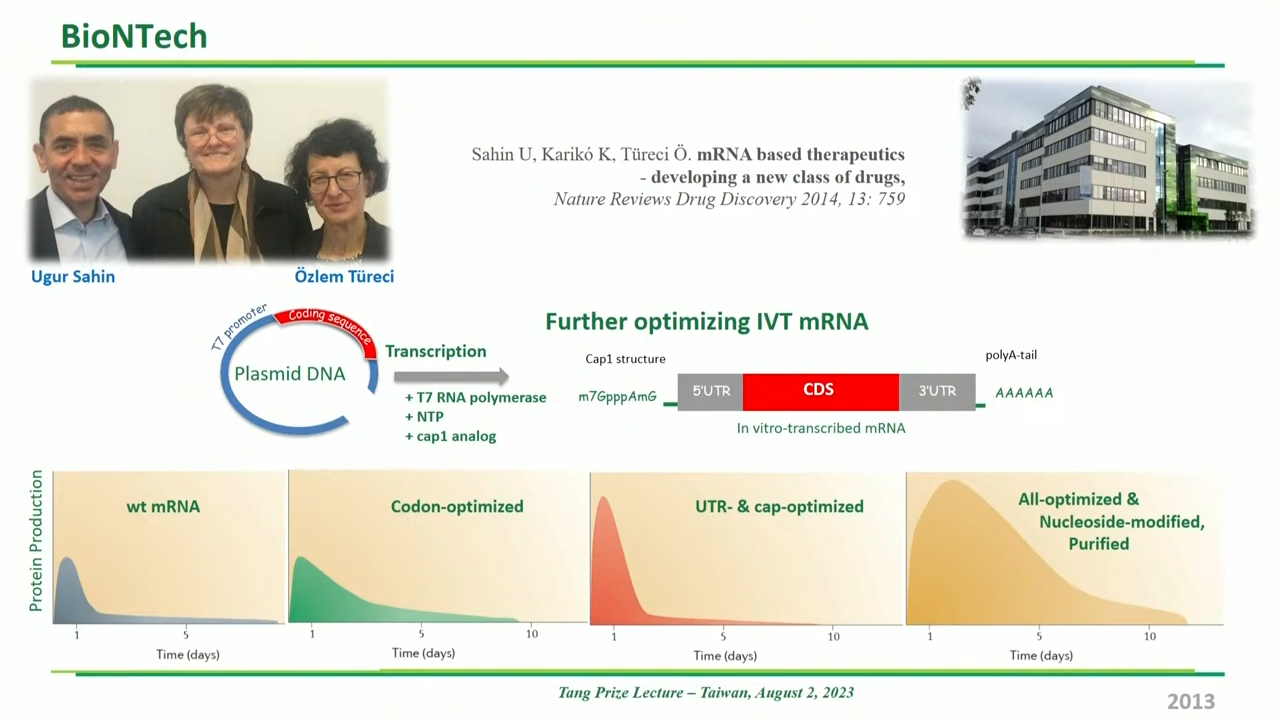 BioNTech
Sahin U, Karikó K, Türeci Ö. mRNA based therapeutics
- developing a new class of drugs,
Nature Reviews Drug Discovery 2014, 13: 759
Ugur Sahin
Özlem Türeci
T7 promoter
Coding sequence
Plasmid DNA
Transcription
+ T7 RNA polymerase
+ NTP
+ cap1 analog
Further optimizing IVT mRNA
Cap1 structure
polyA-tail
m7GpppAmG
5'UTR
CDS
3'UTR
AAAAAA
In vitro-transcribed mRNA
Protein Production
wt mRNA
1 5
Time (days)
Codon-optimized
1 5 10
Time (days)
UTR- & cap-optimized
1 5 10
Time (days)
All-optimized &
Nucleoside-modified,
Purified
1 5 10
Time (days)
Tang Prize Lecture – Taiwan, August 2, 2023
2013